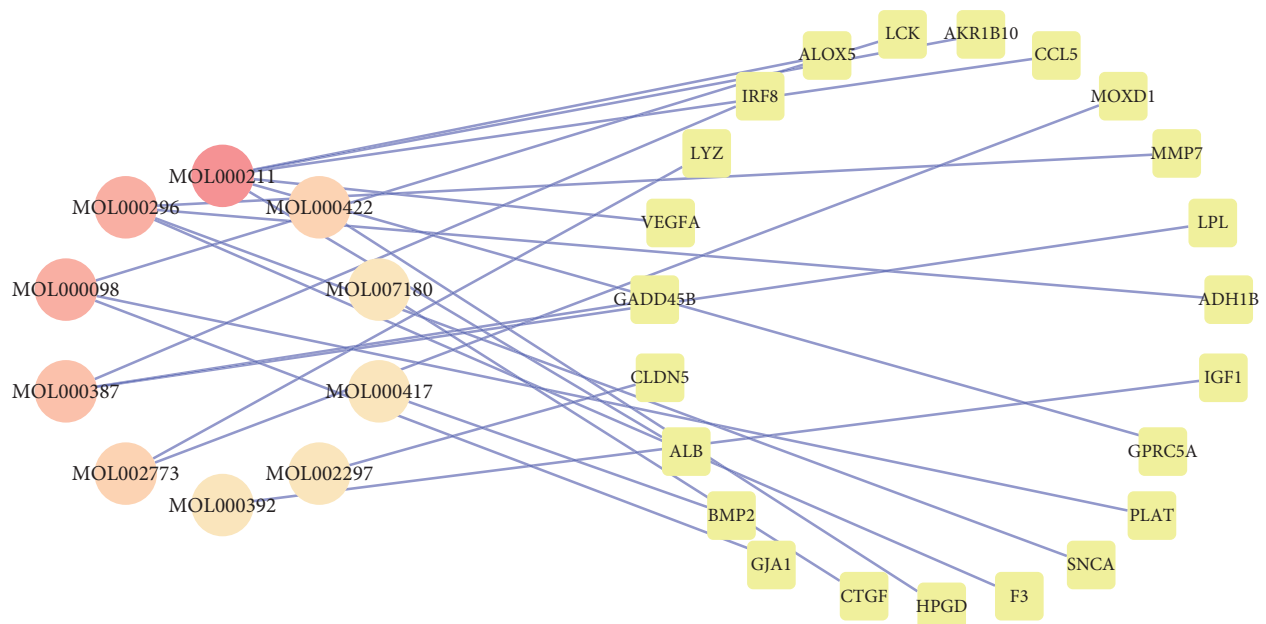 LCK
AKR1B10
ALOX5
CCL5
IRF8
MOXD1
LYZ
MMP7
MOL000211
MOL000296
MOL000422
VEGFA
LPL
MOL000098
MOL007180
GADD45B
ADH1B
CLDN5
IGF1
MOL000387
MOL000417
ALB
GPRC5A
MOL002773
MOL002297
MOL000392
BMP2
PLAT
GJA1
SNCA
CTGF
F3
HPGD